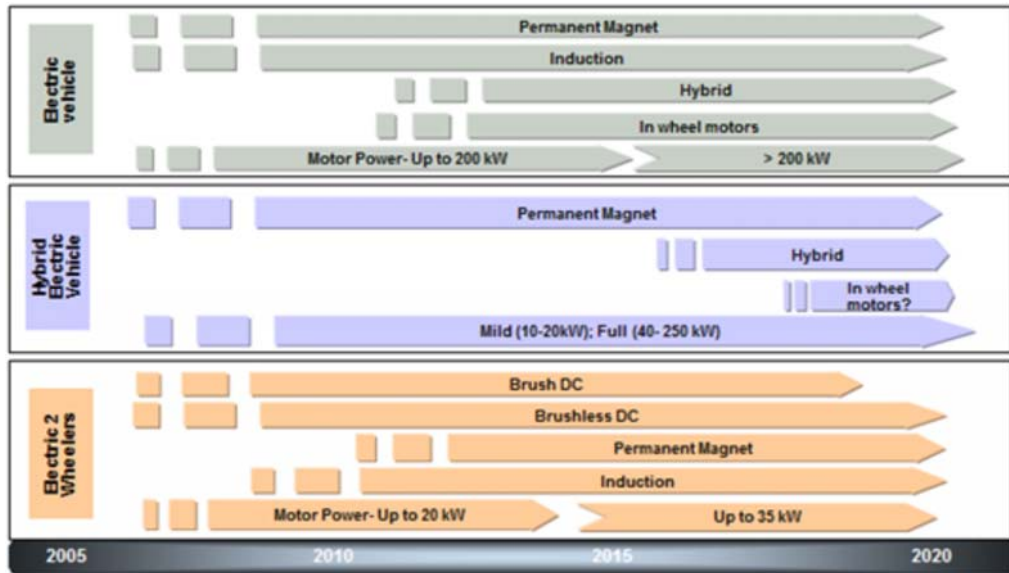 Electric
vehicle
Permanent Magnet
Induction
Hybrid
In wheel motors
Motor Power- Up to 200 kW
> 200 kW
Hybrid
Electric
Vehicle
Permanent Magnet
Hybrid
In wheel
motors?
Mild (10-20kW); Full (40- 250 kW)
Electric 2
Wheelers
Brush DC
Brushless DC
Permanent Magnet
Induction
Motor Power- Up to 20 kW
Up to 35 kW
2005
2010
2015
2020